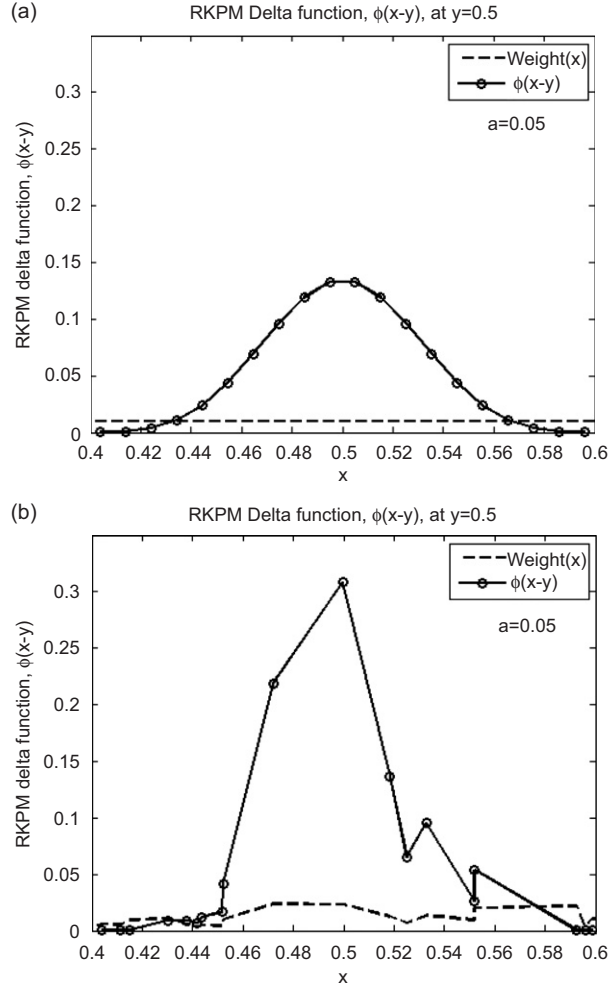 (a)
RKPM Delta function, ϕ(x-y), at y=0.5
Weight(x)
ϕ(x-y)
a=0.05
RKPM delta function, ϕ(x-y)
0.3
0.25
0.2
0.15
0.1
0.05
0
0.4 0.42 0.44 0.46 0.48 0.5 0.52 0.54 0.56 0.58 0.6
x
(b)
RKPM Delta function, ϕ(x-y), at y=0.5
Weight(x)
ϕ(x-y)
a=0.05
RKPM delta function, ϕ(x-y)
0.3
0.25
0.2
0.15
0.1
0.05
0
0.4 0.42 0.44 0.46 0.48 0.5 0.52 0.54 0.56 0.58 0.6
x